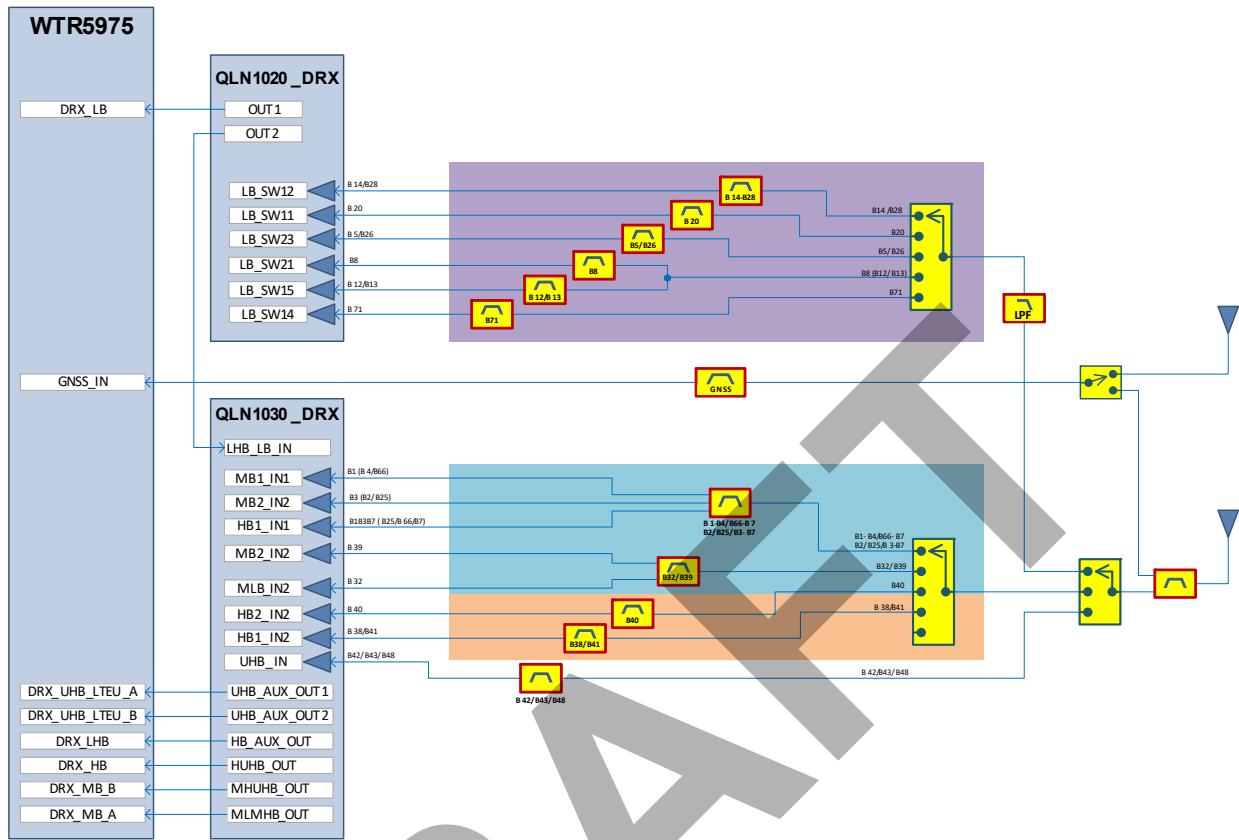 WTR5975
QLN1020_DRX
DRX_LB
OUT1
OUT2
LB_SW12
B 14/B28
B 14-B28
B14 /B28
LB_SW11
B 20
B 20
B20
LB_SW23
B 5/B26
B5/B26
B5/B26
LB_SW21
B8
B8
B8 (B12/B13)
LB_SW15
B 12/B13
B 12/B 13
LB_SW14
B 71
B71
B71
LPF
GNSS_IN
GNSS
QLN1030_DRX
LHB_LB_IN
MB1_IN1
B1 (B 4/B66)
MB2_IN2
B3 (B2/B25)
HB1_IN1
B1B3B7 ( B25/B 66/B7)
B 1-B4/B66-B 7
B2/B25/B3- B7
B1- B4/B66- B7
B2/ B25/B 3-B7
MB2_IN2
B 39
B32/B39
B32/B39
MLB_IN2
B 32
HB2_IN2
B 40
B40
B40
HB1_IN2
B 38/B41
B38/B41
B 38/B41
UHB_IN
B42/B43/B48
B 42/B43/B48
B 42/B43/B48
DRX_UHB_LTEU_A
UHB_AUX_OUT1
DRX_UHB_LTEU_B
UHB_AUX_OUT2
DRX_LHB
HB_AUX_OUT
DRX_HB
HUHB_OUT
DRX_MB_B
MHUHB_OUT
DRX_MB_A
MLMHB_OUT